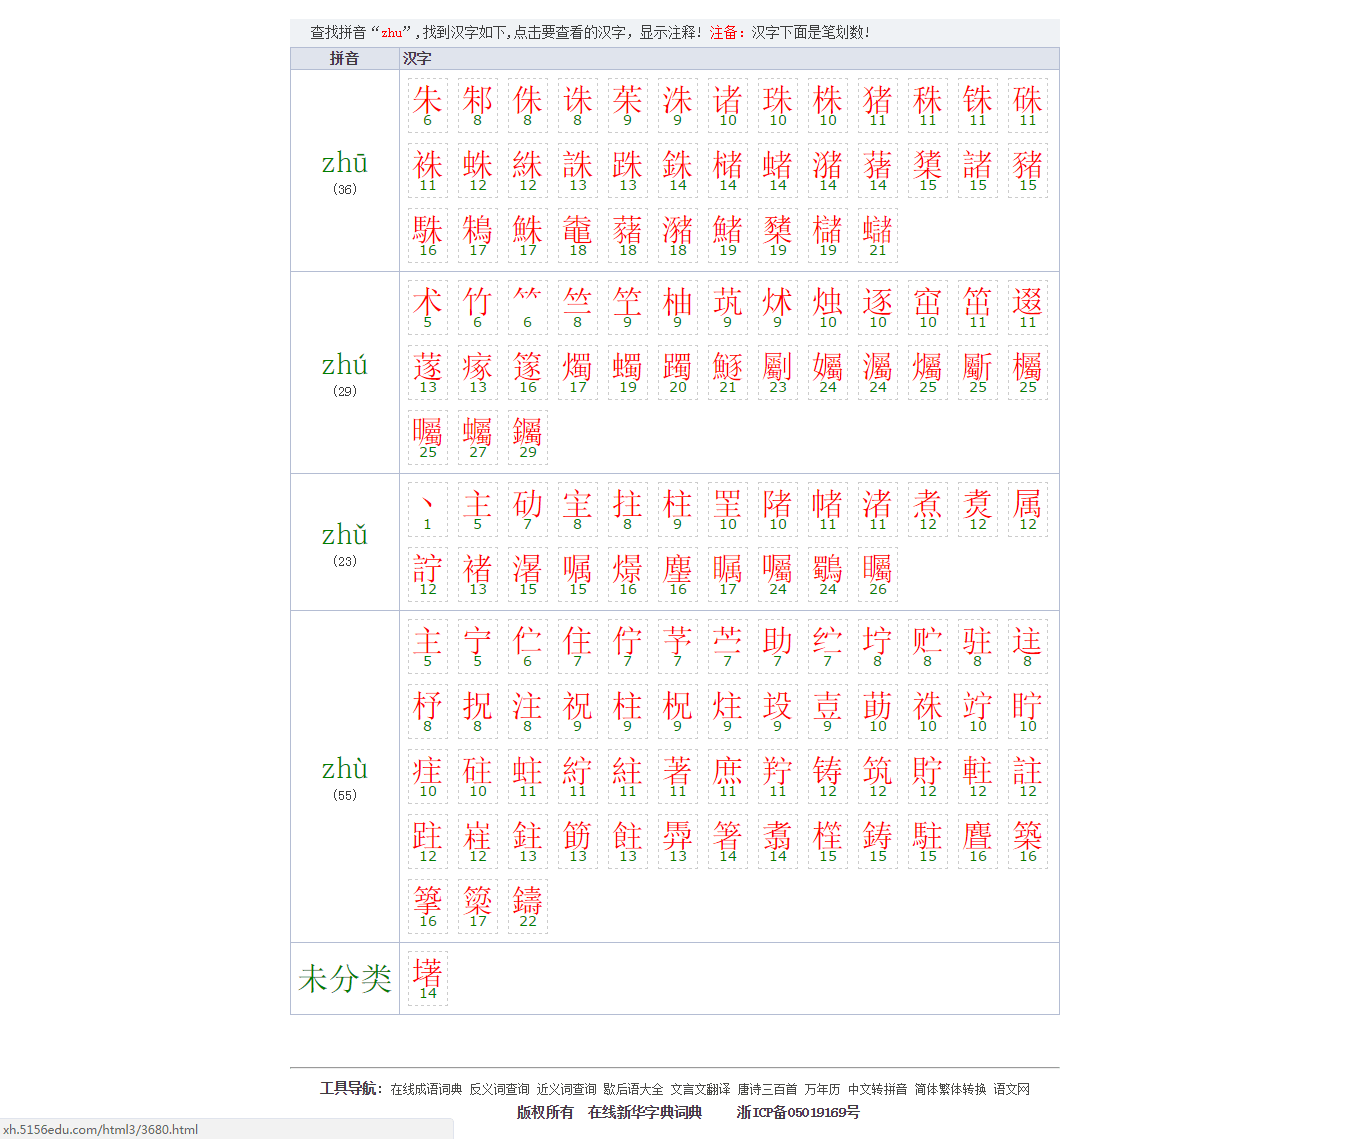 查找拼音“zhu”,找到汉字如下,点击要查看的汉字，显示注释！注备：汉字下面是笔划数！
拼音 汉字
zhū
(36)
朱 邾 侏 诛 茱 洙 诸 珠 株 猪 秼 铢 硃
6 8 8 8 9 9 10 10 10 11 11 11 11
袾 蛛 絑 誅 跦 銖 槠 蝫 潴 蕏 橥 諸 豬
11 12 12 13 13 14 14 14 14 14 15 15 15
駯 鴸 鮢 鼄 藸 瀦 鯺 櫫 櫧 蠩
16 17 17 18 18 18 19 19 19 21
zhú
(29)
术 竹 ⺮ 竺 笁 柚 茿 炢 烛 逐 窋 笜 逫
5 6 6 8 9 9 9 9 10 10 10 11 11
蓫 瘃 篴 燭 蠋 躅 鱁 劚 孎 灟 爥 斸 欘
13 13 16 17 19 20 21 23 24 24 25 25 25
曯 蠾 钃
25 27 29
zhǔ
(23)
丶 主 砫 宔 拄 柱 罜 陼 帾 渚 煮 煑 属
1 5 7 8 8 9 10 10 11 11 12 12 12
詝 褚 濐 嘱 燝 麈 瞩 囑 鸀 矚
12 13 15 15 16 16 17 24 24 26
zhù
(55)
主 宁 伫 住 佇 芧 苎 助 纻 坾 贮 驻 迬
5 5 6 7 7 7 7 7 7 8 8 8 8
杼 拀 注 祝 柱 柷 炷 殶 壴 莇 祩 竚 眝
8 8 8 9 9 9 9 9 9 10 10 10 10
疰 砫 蛀 紵 紸 著 庶 羜 铸 筑 貯 軴 註
10 10 11 11 11 11 11 11 12 12 12 12 12
跓 嵀 鉒 筯 飳 馵 箸 翥 樦 鋳 駐 麆 築
12 12 13 13 13 13 14 14 15 15 15 16 16
篫 簗 鑄
16 17 22
未分类
墸
14
工具导航： 在线成语词典 反义词查询 近义词查询 歇后语大全 文言文翻译 唐诗三百首 万年历 中文转拼音 简体繁体转换 语文网
版权所有 在线新华字典词典 浙ICP备05019169号
xh.5156edu.com/html3/3680.html